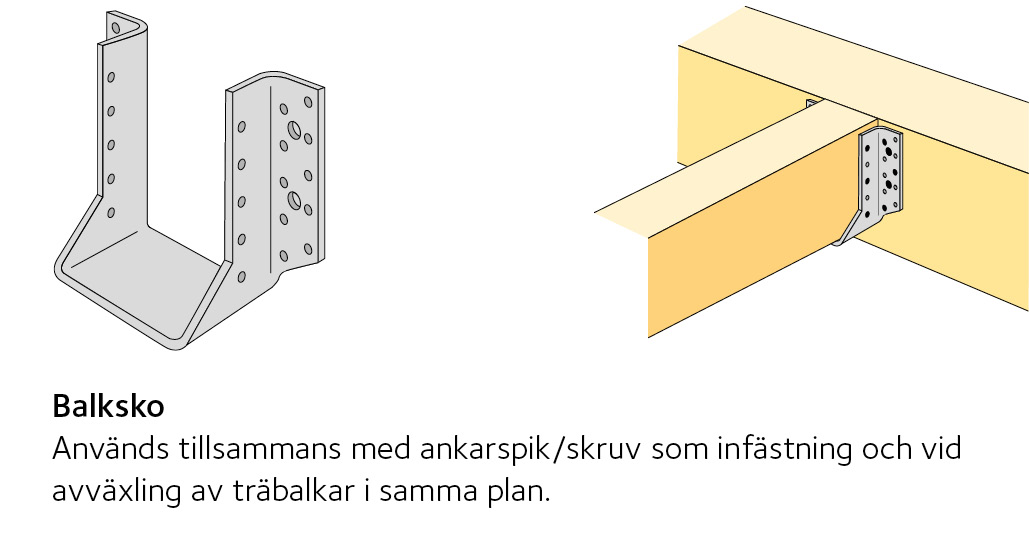 Balksko
Används tillsammans med ankarspik/skruv som infästning och vid
avväxling av träbalkar i samma plan.